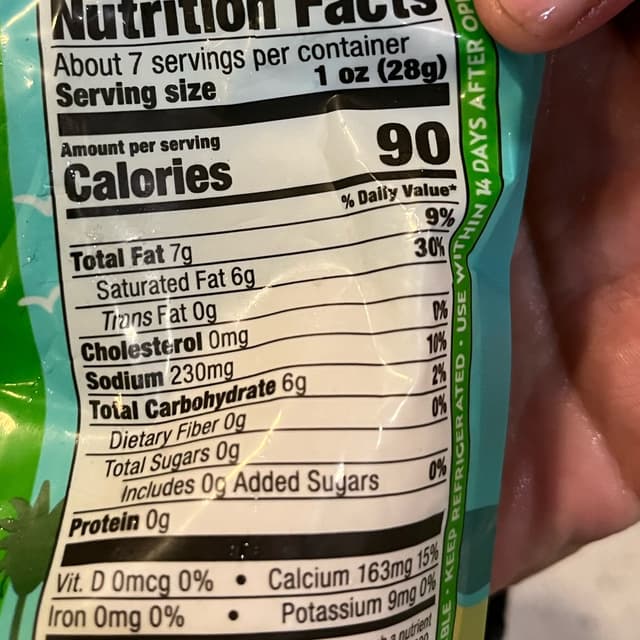 Nutrition Facts
About 7 servings per container
Serving size 1 oz (28g)
Amount per serving
Calories 90
% Daily Value*
Total Fat 7g 9%
Saturated Fat 6g 30%
Trans Fat 0g
Cholesterol 0mg 0%
Sodium 230mg 10%
Total Carbohydrate 6g 2%
Dietary Fiber 0g 0%
Total Sugars 0g
Includes 0g Added Sugars 0%
Protein 0g
Vit. D 0mcg 0% • Calcium 163mg 15%
Iron 0mg 0% • Potassium 9mg 0%
a nutrient
KEEP REFRIGERATED • USE WITHIN 14 DAYS AFTER